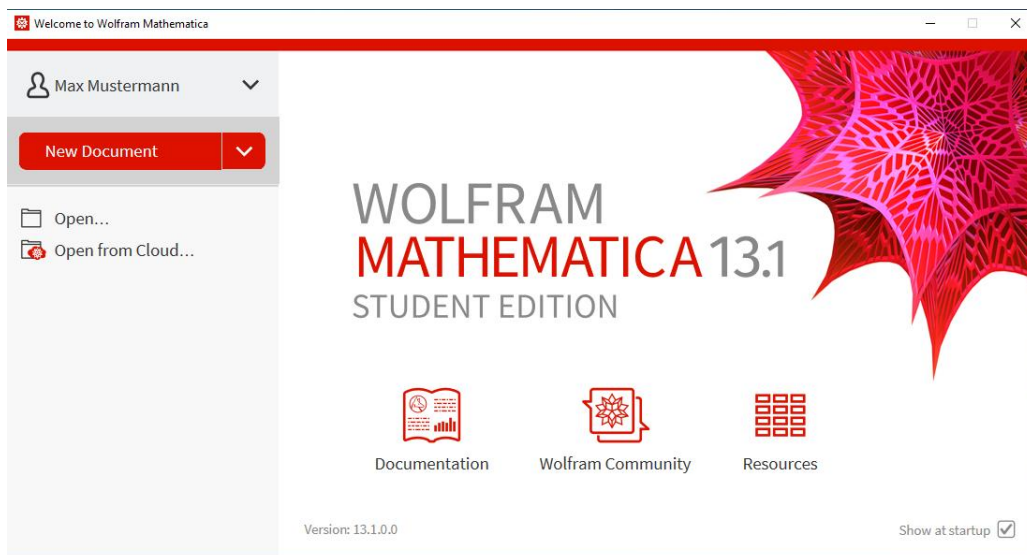 Welcome to Wolfram Mathematica
Max Mustermann
New Document
Open...
Open from Cloud...
WOLFRAM
MATHEMATICA 13.1
STUDENT EDITION
Documentation
Wolfram Community
Resources
Version: 13.1.0.0
Show at startup